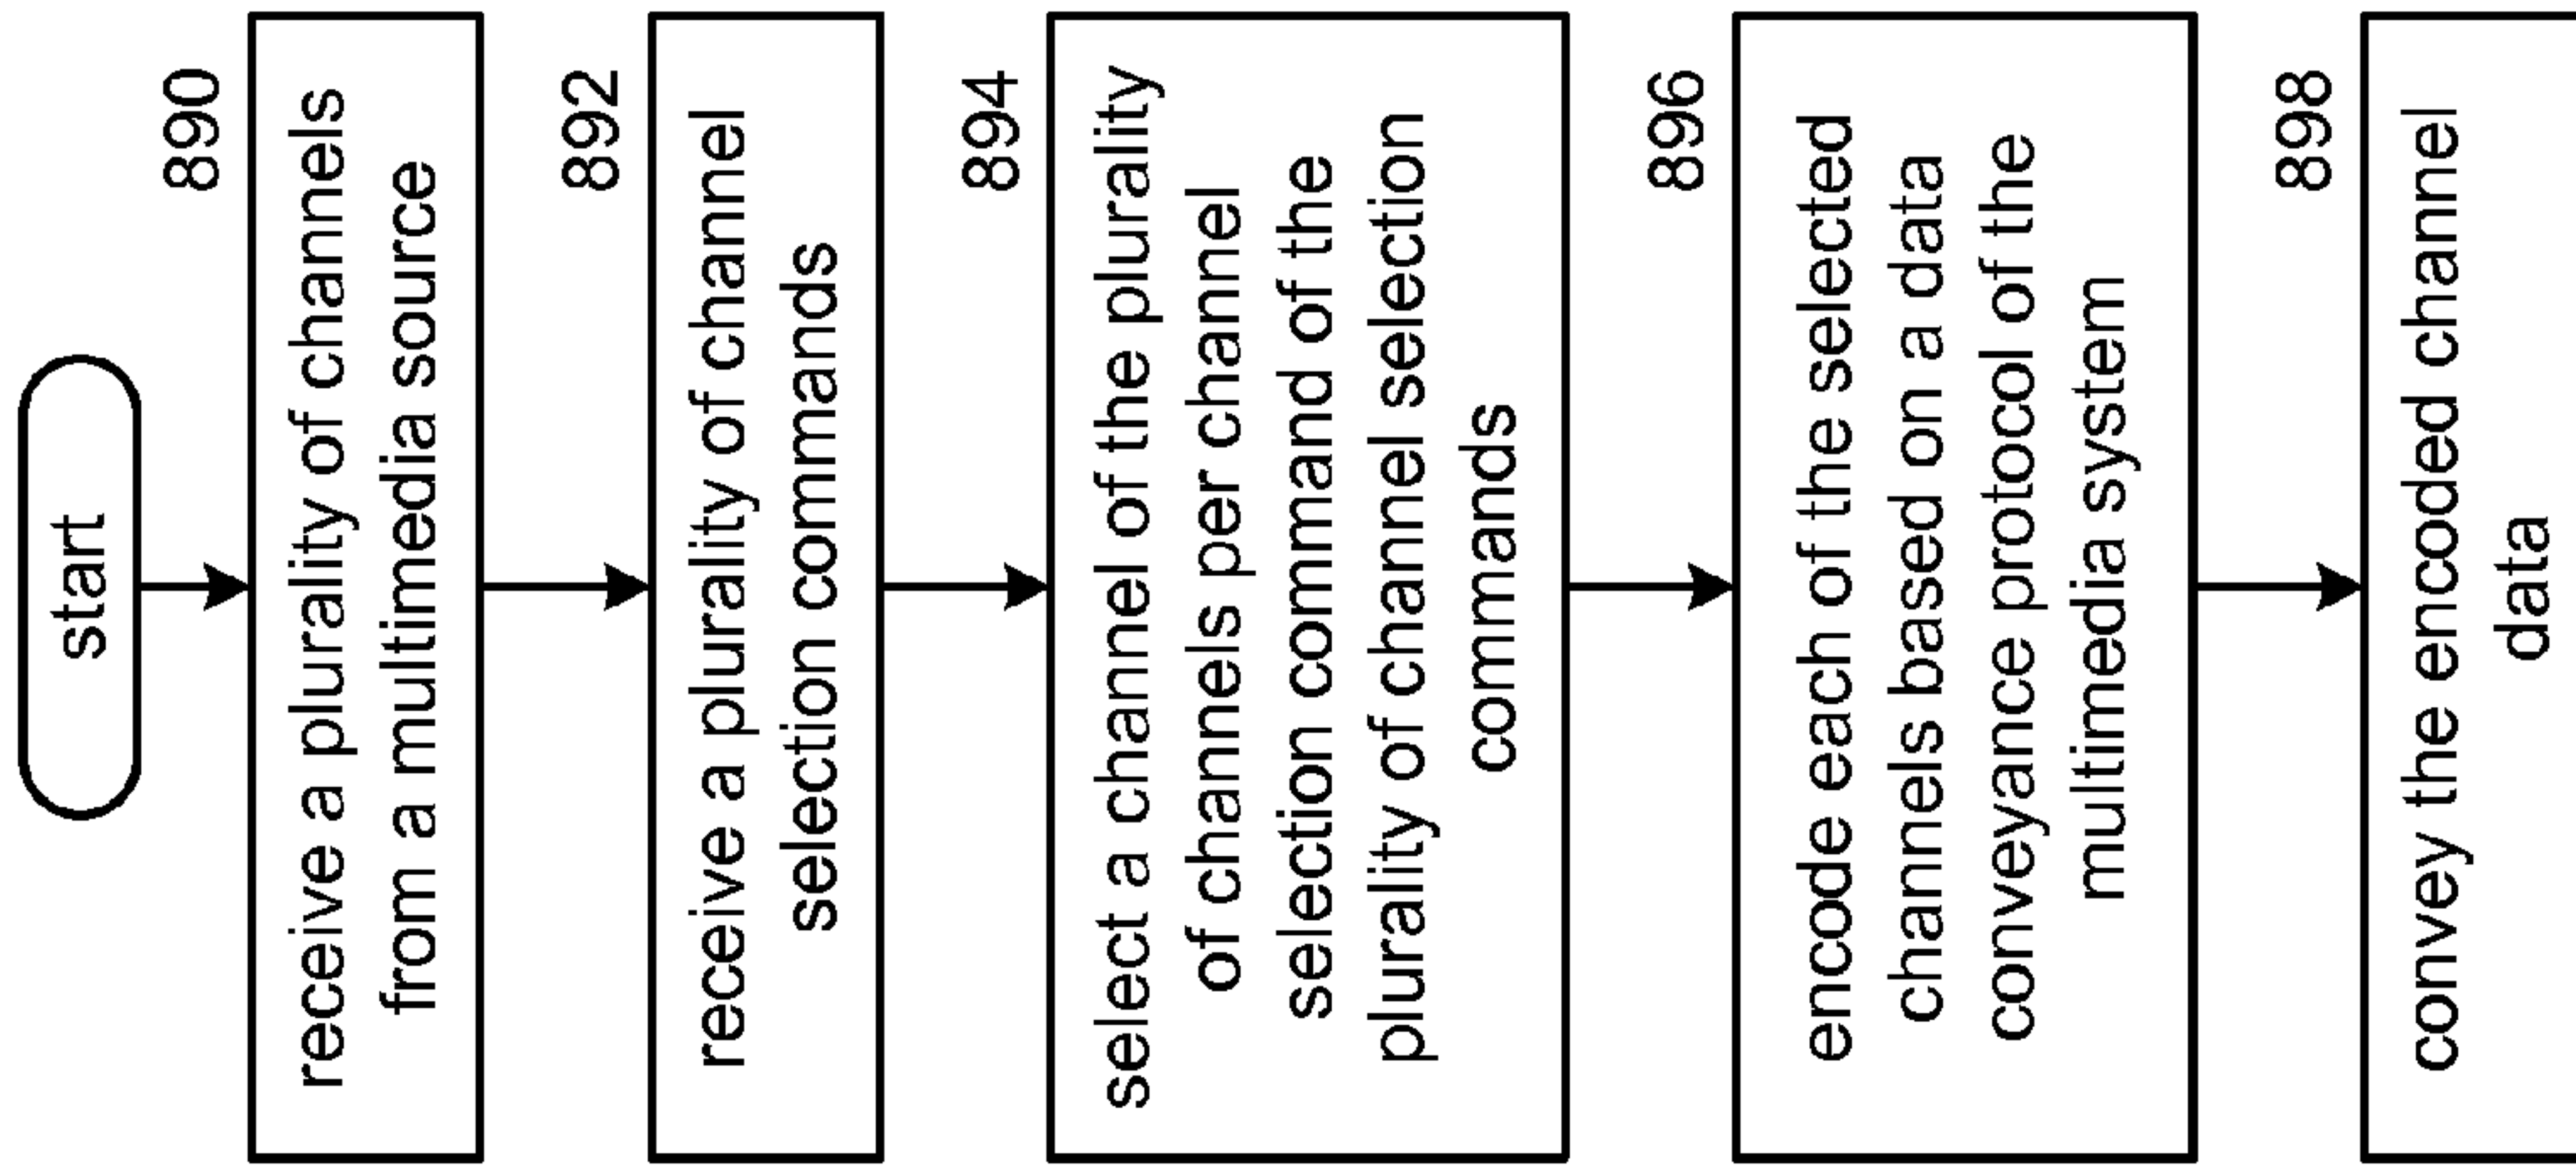 start
890
receive a plurality of channels
from a multimedia source
892
receive a plurality of channel
selection commands
894
select a channel of the plurality
of channels per channel
selection command of the
plurality of channel selection
commands
896
encode each of the selected
channels based on a data
conveyance protocol of the
multimedia system
898
convey the encoded channel
data